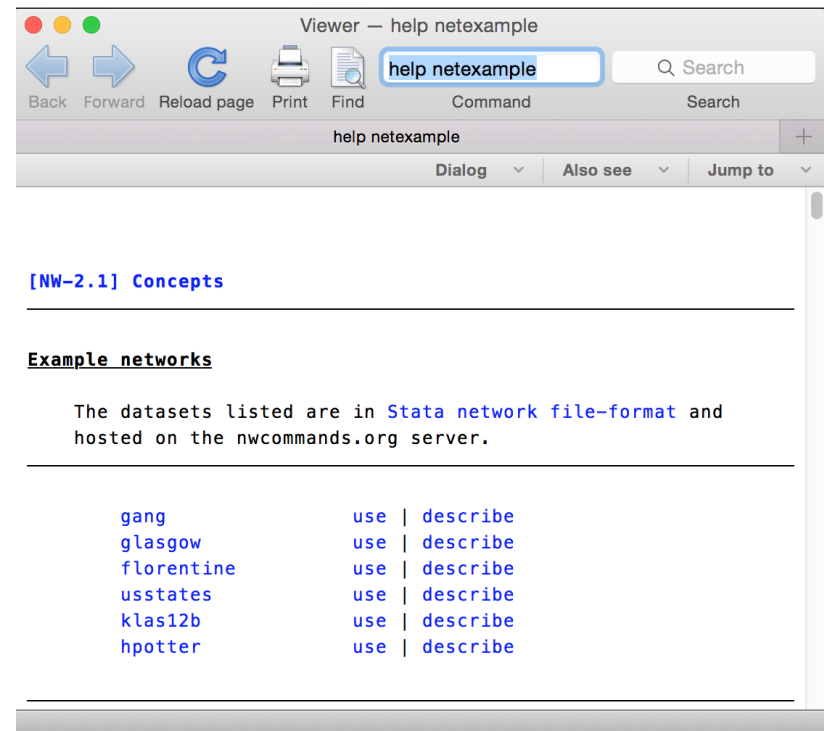 Viewer — help netexample
help netexample
Search
Back Forward Reload page Print Find Command Search
help netexample
Dialog Also see Jump to
[NW-2.1] Concepts
Example networks
The datasets listed are in Stata network file-format and
hosted on the nwcommands.org server.
gang use | describe
glasgow use | describe
florentine use | describe
usstates use | describe
klas12b use | describe
hpotter use | describe